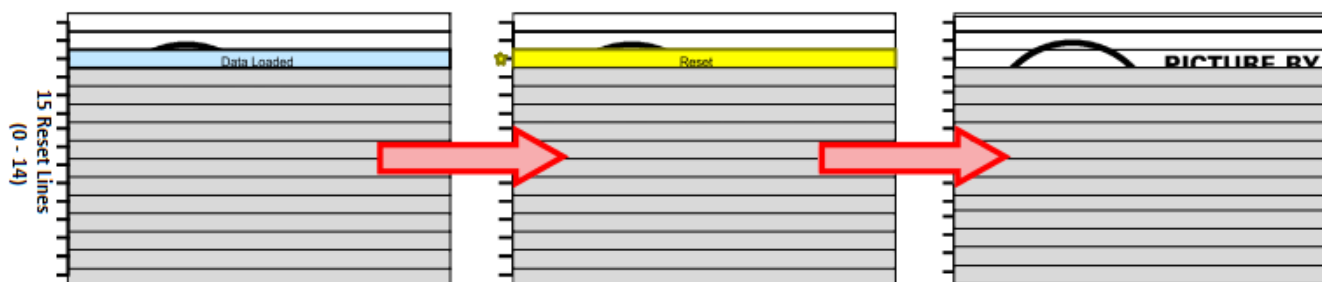 15 Reset Lines
(0 - 14)
Data Loaded
Reset
PICTURE BY